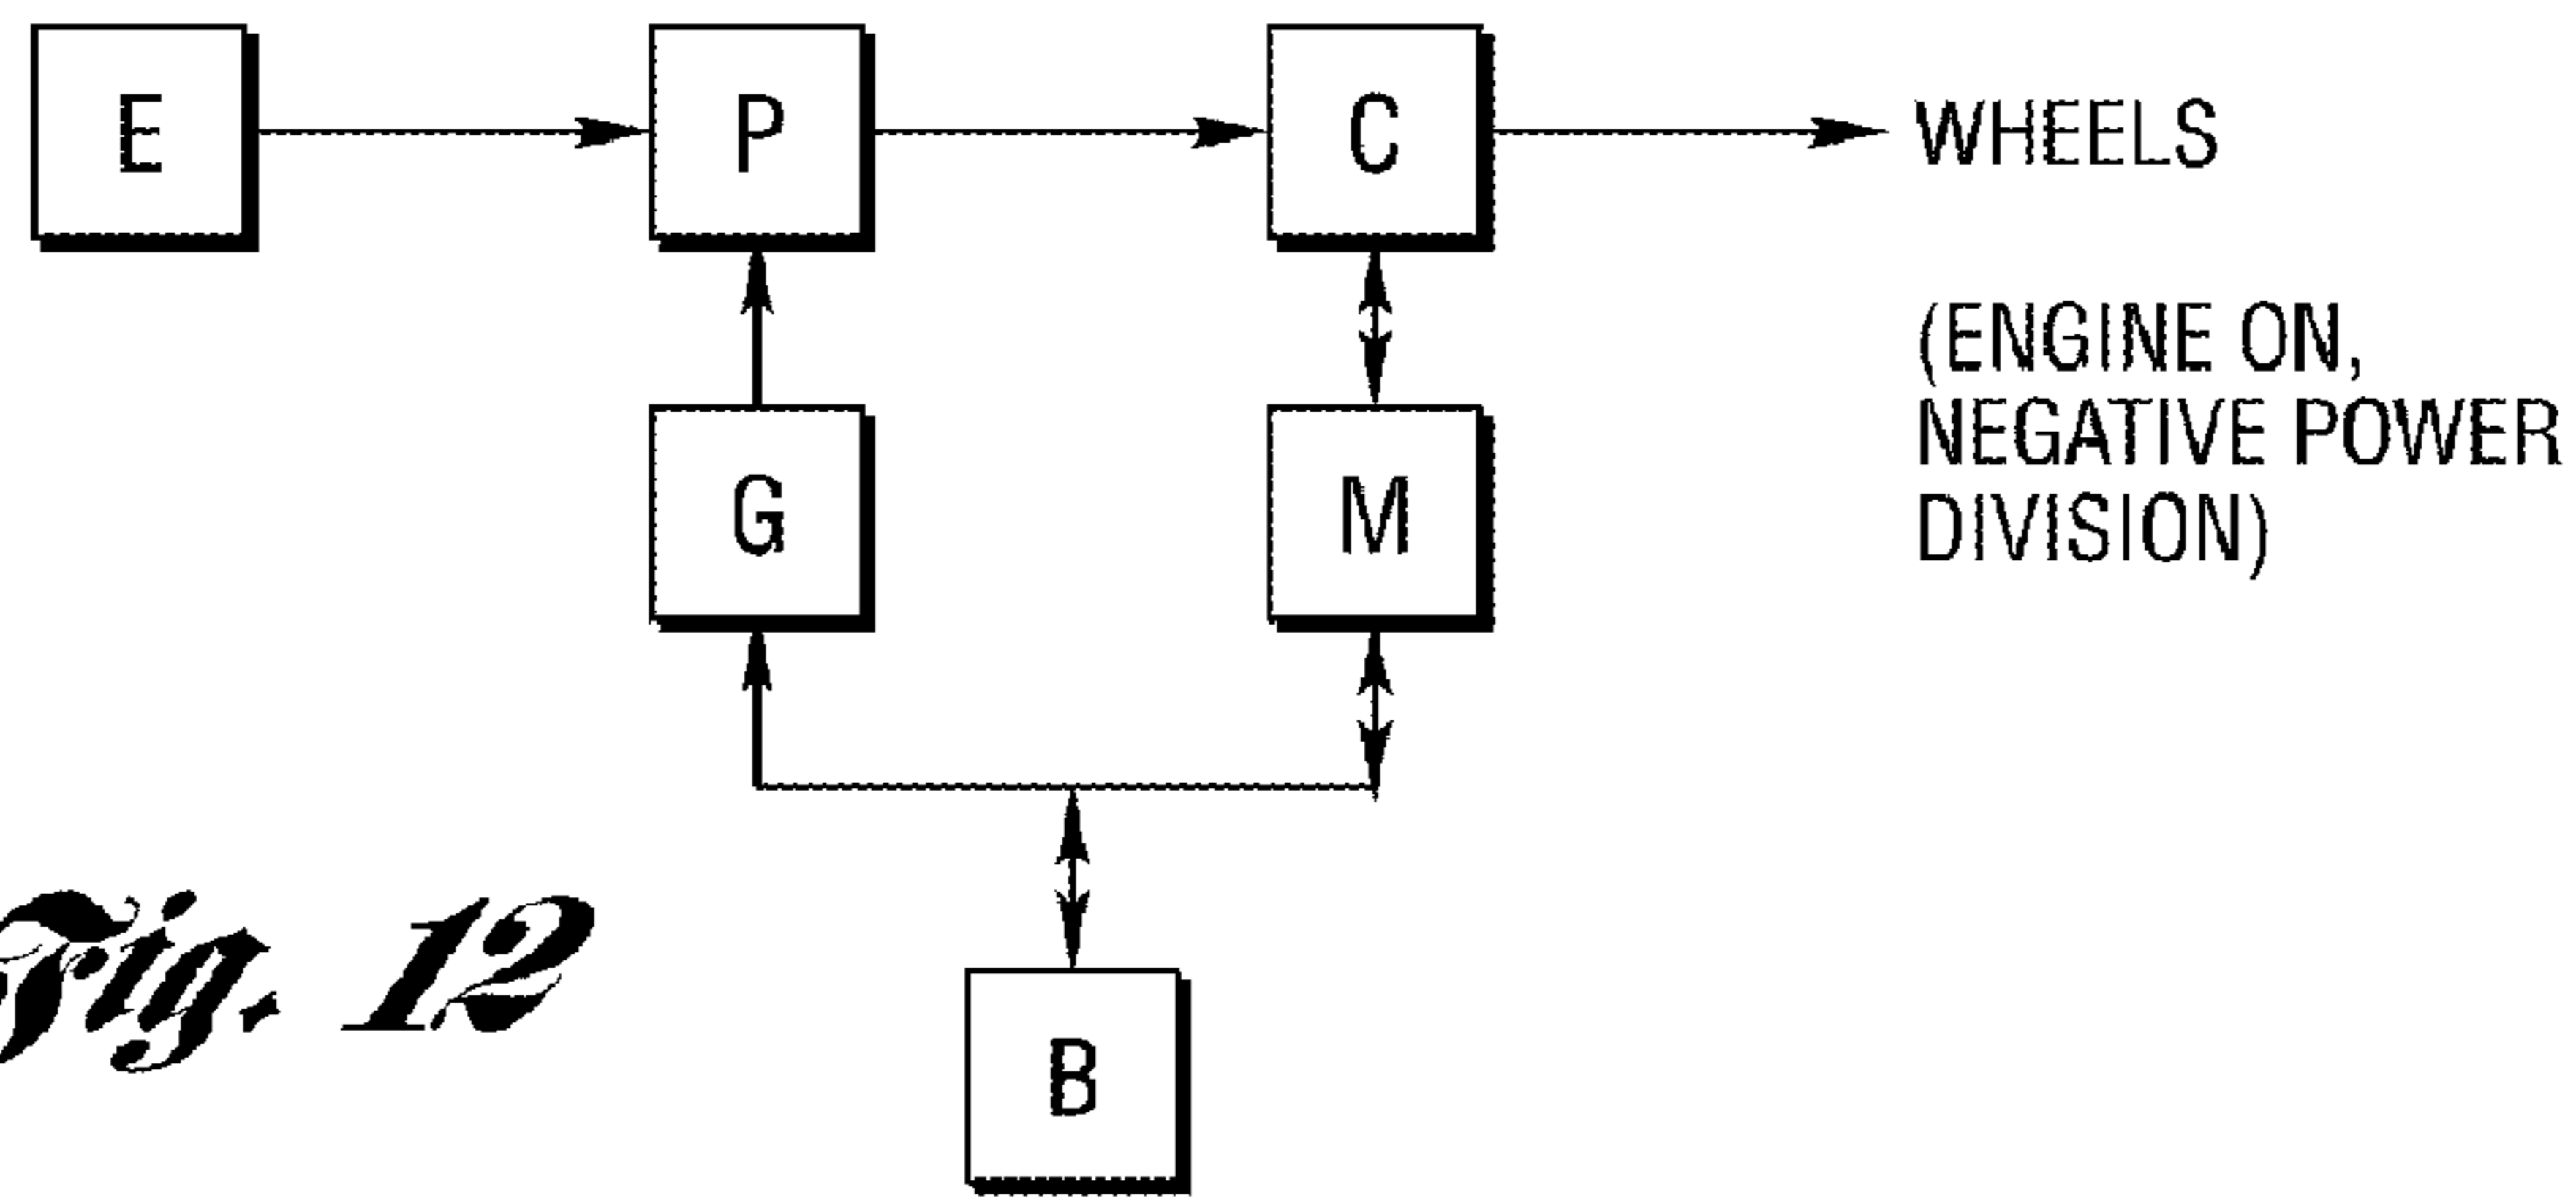 E
P
C
WHEELS
(ENGINE ON,
NEGATIVE POWER
DIVISION)
G
M
B
Fig. 12